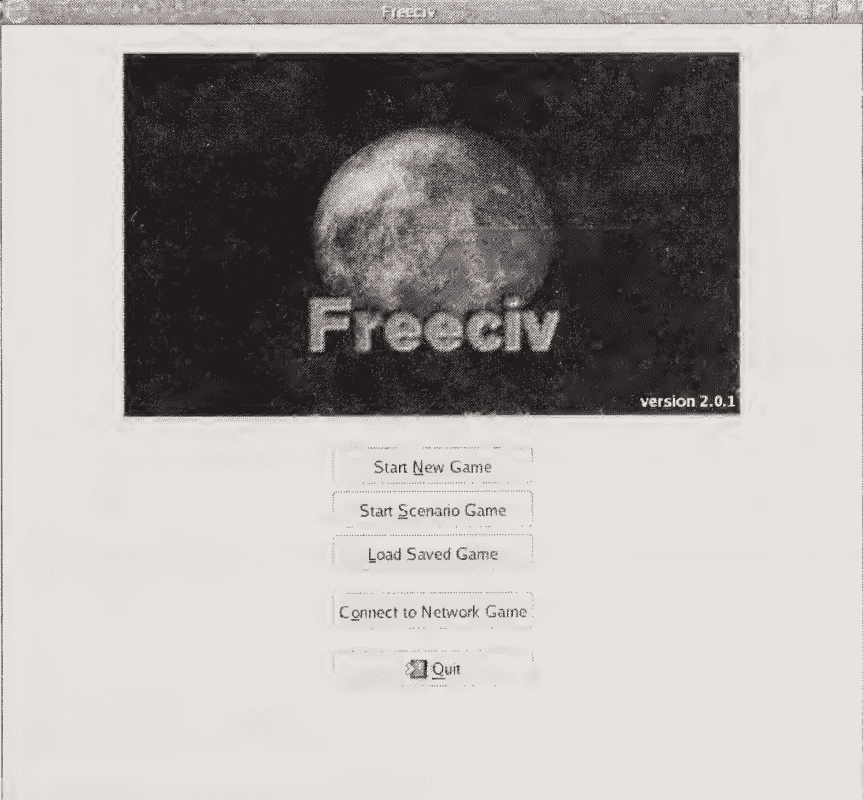 Freeciv
Freeciv
version 2.0.1
Start New Game
Start Scenario Game
Load Saved Game
Connect to Network Game
Quit